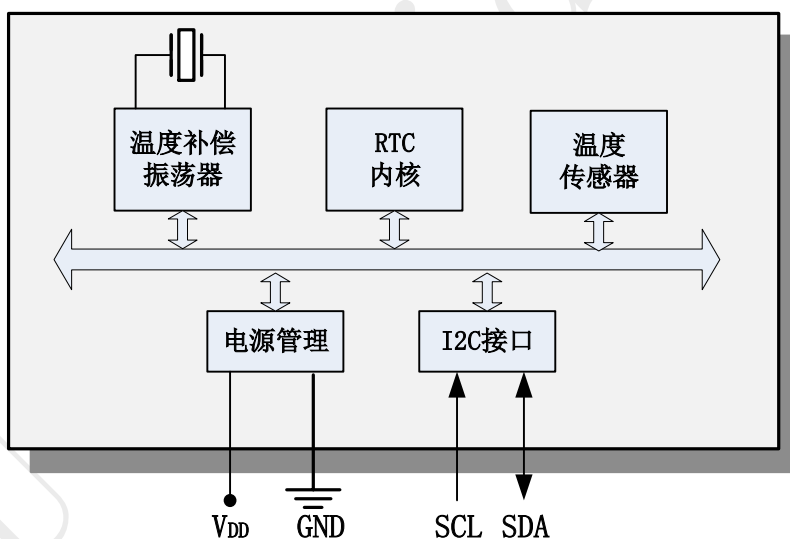 温度补偿
振荡器
RTC
内核
温度
传感器
电源管理
I2C接口
VDD
GND
SCL
SDA